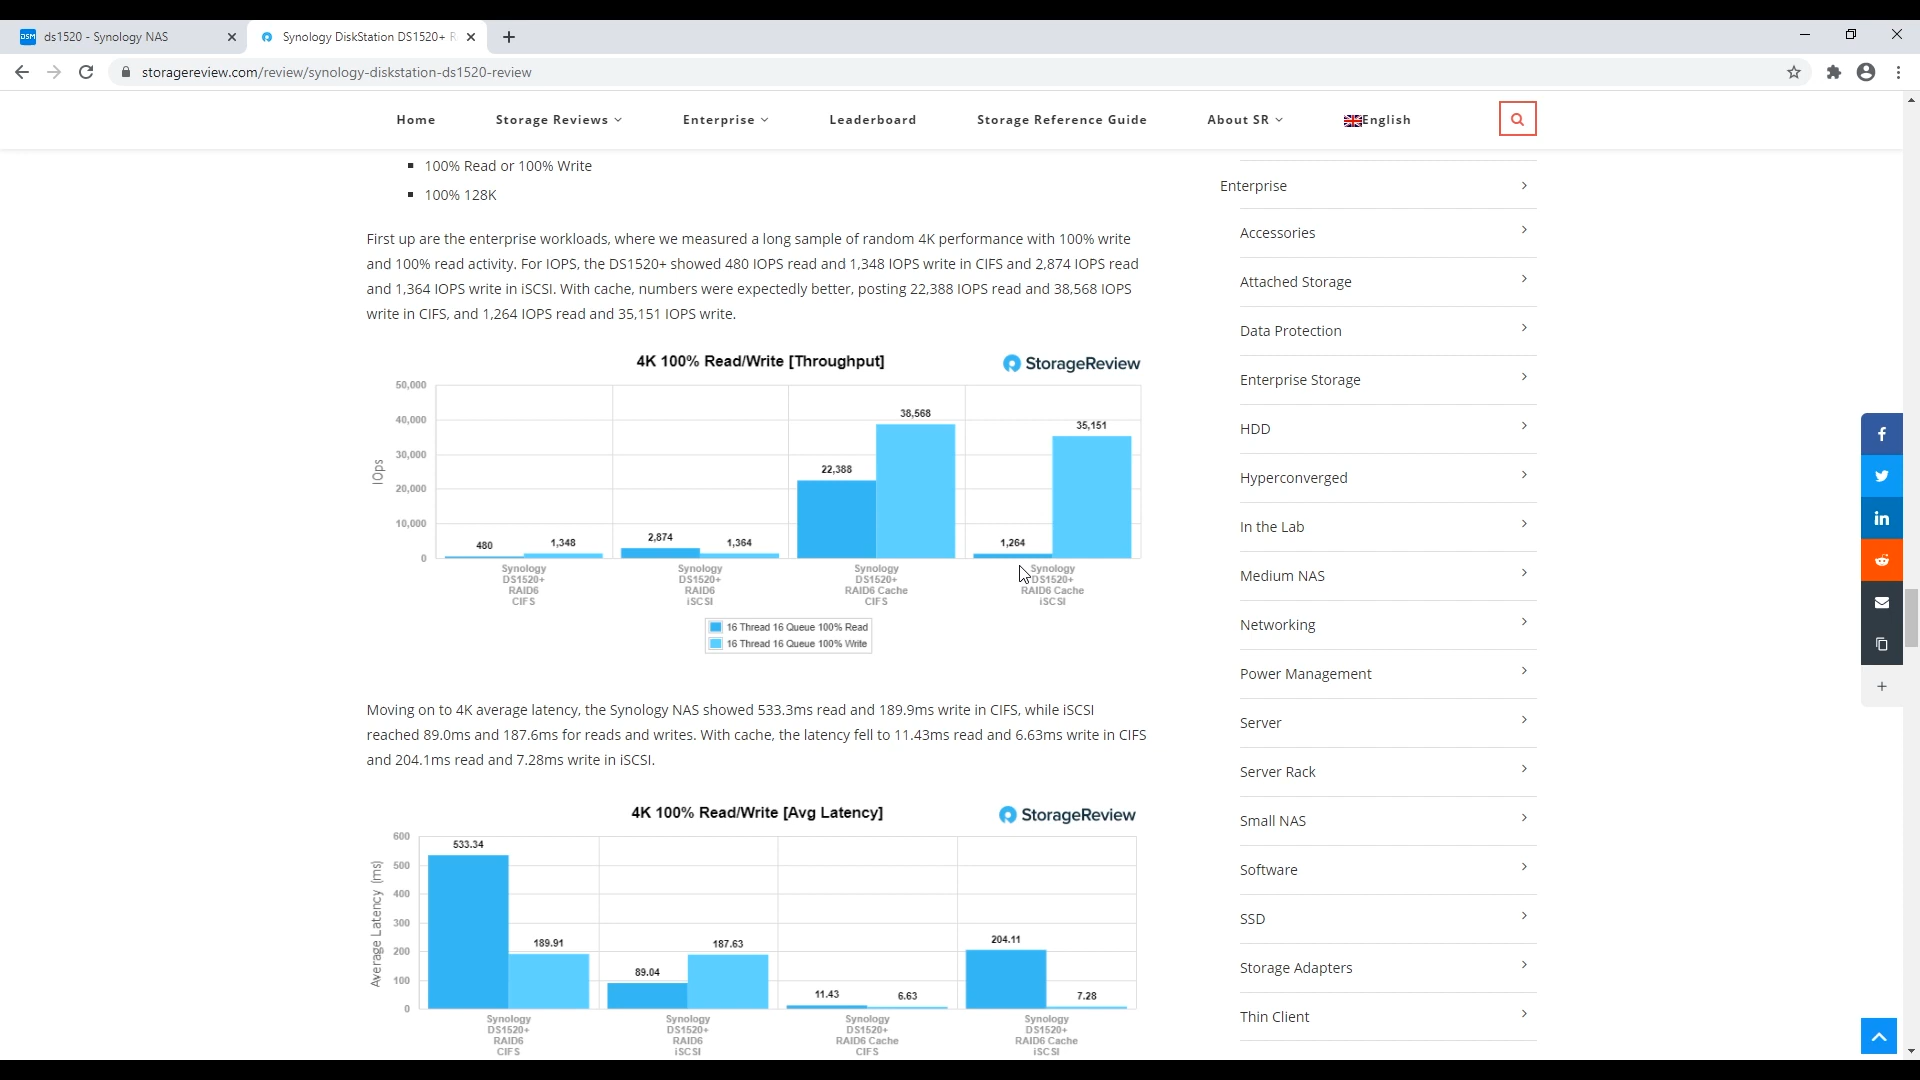 DSM ds1520 - Synology NAS
Synology DiskStation DS1520+ R
storagereview.com/review/synology-diskstation-ds1520-review
Home Storage Reviews Enterprise Leaderboard Storage Reference Guide About SR English
100% Read or 100% Write
100% 128K
First up are the enterprise workloads, where we measured a long sample of random 4K performance with 100% write
and 100% read activity. For IOPS, the DS1520+ showed 480 IOPS read and 1,348 IOPS write in CIFS and 2,874 IOPS read
and 1,364 IOPS write in iSCSI. With cache, numbers were expectedly better, posting 22,388 IOPS read and 38,568 IOPS
write in CIFS, and 1,264 IOPS read and 35,151 IOPS write.
4K 100% Read/Write [Throughput]
StorageReview
IOps
50,000
40,000
30,000
20,000
10,000
0
480
1,348
2,874
1,364
22,388
38,568
1,264
35,151
Synology
DS1520+
RAID6
CIFS
Synology
DS1520+
RAID6
iSCSI
Synology
DS1520+
RAID6 Cache
CIFS
Synology
DS1520+
RAID6 Cache
iSCSI
16 Thread 16 Queue 100% Read
16 Thread 16 Queue 100% Write
Moving on to 4K average latency, the Synology NAS showed 533.3ms read and 189.9ms write in CIFS, while iSCSI
reached 89.0ms and 187.6ms for reads and writes. With cache, the latency fell to 11.43ms read and 6.63ms write in CIFS
and 204.1ms read and 7.28ms write in iSCSI.
4K 100% Read/Write [Avg Latency]
StorageReview
Average Latency (ms)
600
500
400
300
200
100
0
533.34
189.91
89.04
187.63
11.43
6.63
204.11
7.28
Synology
DS1520+
RAID6
CIFS
Synology
DS1520+
RAID6
iSCSI
Synology
DS1520+
RAID6 Cache
CIFS
Synology
DS1520+
RAID6 Cache
iSCSI
Enterprise
Accessories
Attached Storage
Data Protection
Enterprise Storage
HDD
Hyperconverged
In the Lab
Medium NAS
Networking
Power Management
Server
Server Rack
Small NAS
Software
SSD
Storage Adapters
Thin Client